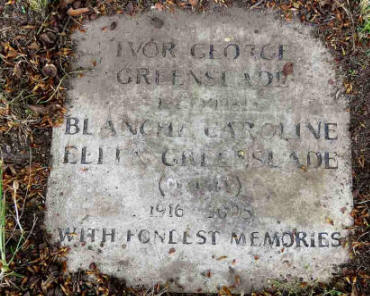 IVOR GEORGE
GREENSLADE
BLANCHE CAROLINE
ELLEN GREENSLADE
1916
WITH FONDEST MEMORIES